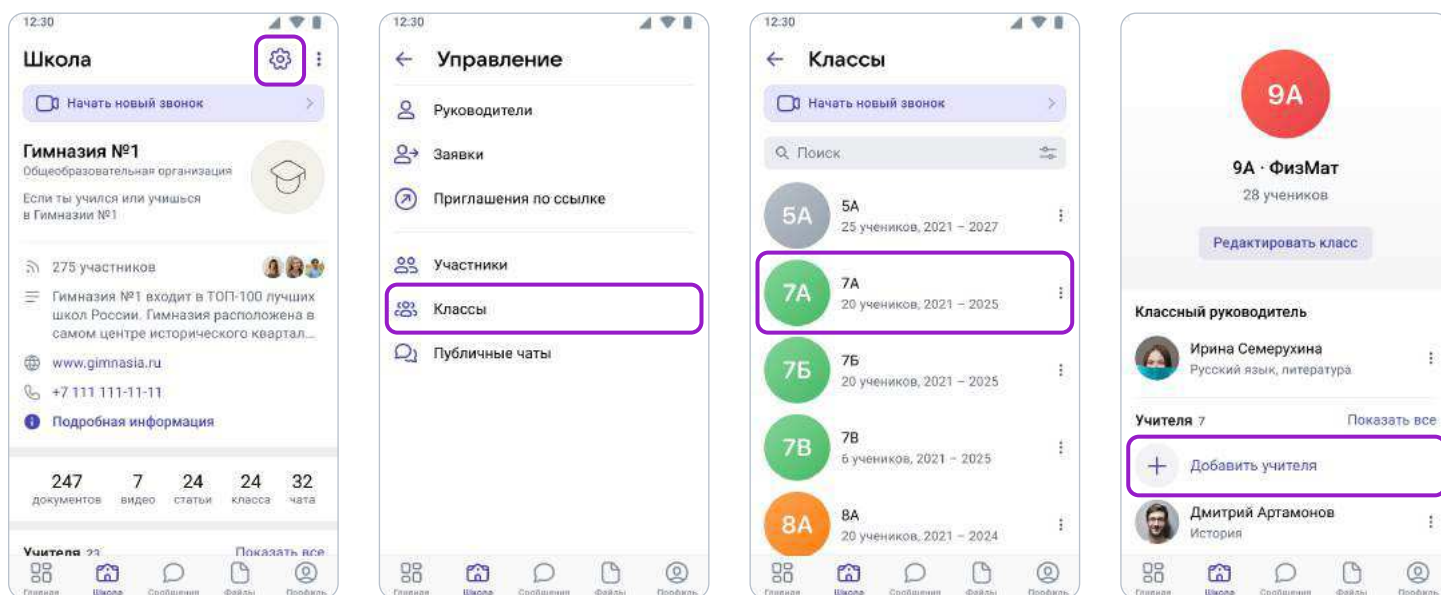 12:30
Школа
Начать новый звонок
Гимназия №1
Общеобразовательная организация
Если ты учился или учишься
в Гимназии №1
275 участников
Гимназия №1 входит в ТОП-100 лучших
школ России. Гимназия расположена в
самом центре исторического квартал...
www.gimnasia.ru
+7 111 111-11-11
Подробная информация
247 7 24 24 32
документов видео статьи класса чата
Учителя 23 Показать все
Главная Школа Сообщения Файлы Профиль
12:30
Управление
Руководители
Заявки
Приглашения по ссылке
Участники
Классы
Публичные чаты
Главная Школа Сообщения Файлы Профиль
12:30
Классы
Начать новый звонок
Поиск
5А
5А
25 учеников, 2021 – 2027
7А
7А
20 учеников, 2021 – 2025
7Б
7Б
20 учеников, 2021 – 2025
7В
7В
6 учеников, 2021 – 2025
8А
8А
20 учеников, 2021 – 2024
Главная Школа Сообщения Файлы Профиль
9А
9А · ФизМат
28 учеников
Редактировать класс
Классный руководитель
Ирина Семерухина
Русский язык, литература
Учителя 7 Показать все
Добавить учителя
Дмитрий Артамонов
История
Главная Школа Сообщения Файлы Профиль